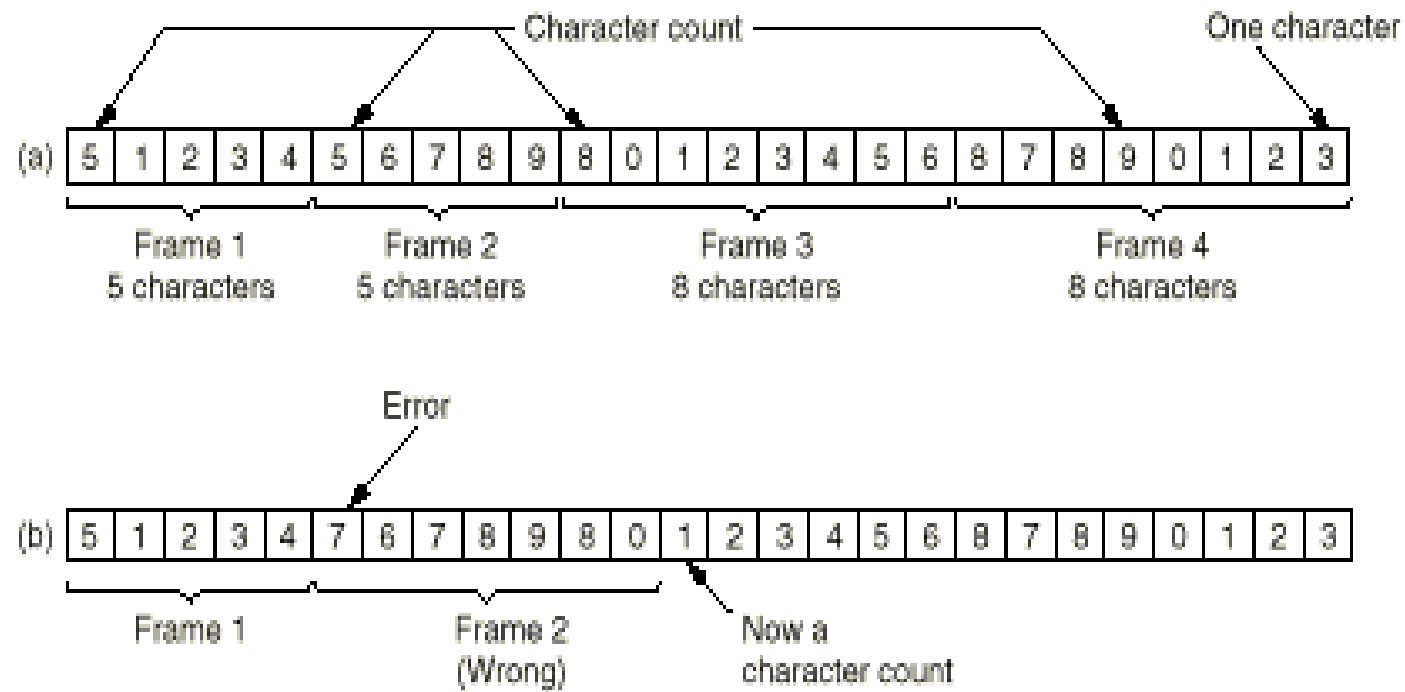 Character count
One character
(a) 5 1 2 3 4 5 6 7 8 9 8 0 1 2 3 4 5 6 8 7 8 9 0 1 2 3
Frame 1
5 characters
Frame 2
5 characters
Frame 3
8 characters
Frame 4
8 characters
Error
(b) 5 1 2 3 4 7 6 7 8 9 8 0 1 2 3 4 5 6 8 7 8 9 0 1 2 3
Frame 1
Frame 2
(Wrong)
Now a
character count